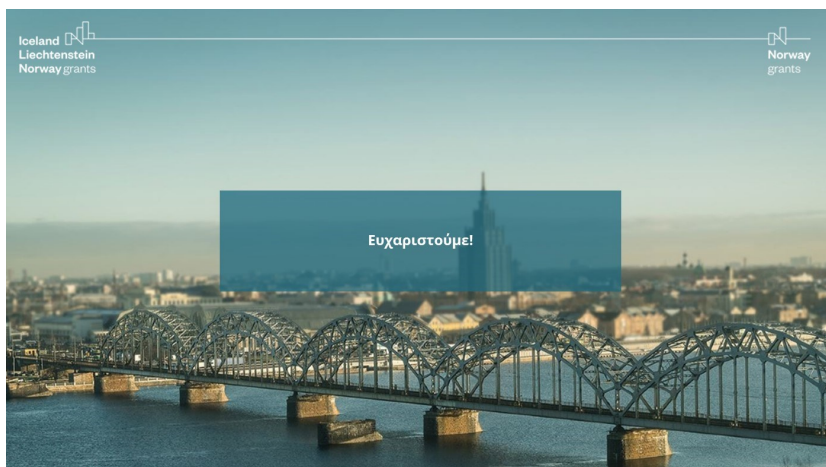 Iceland
Liechtenstein
Norway grants
Norway
grants
Ευχαριστούμε!